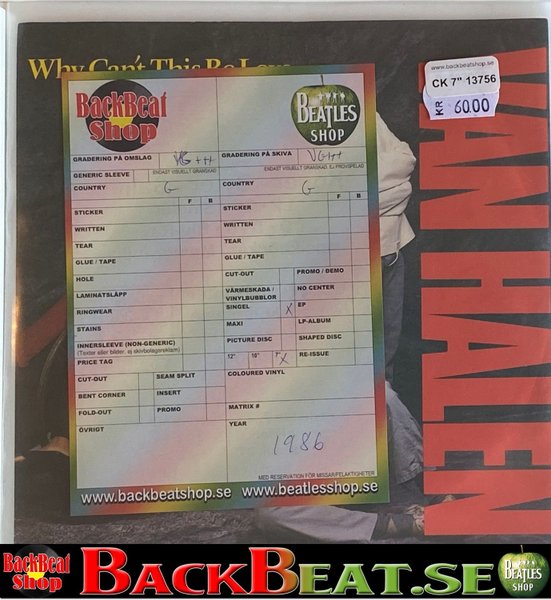 Why Can't This Be Love
VAN HALEN
www.backbeatshop.se
CK 7" 13756
KR 60.00
BackBeat
Shop
BEATLES
SHOP
GRADERING PÅ OMSLAG VG++
GENERIC SLEEVE ENDAST VISUELLT GRANSKAD
COUNTRY G
F B
STICKER
WRITTEN
TEAR
GLUE / TAPE
HOLE
LAMINATSLÄPP
RINGWEAR
STAINS
INNERSLEEVE (NON-GENERIC)
(Texter eller bilder, ej skivbolagsreklam)
PRICE TAG
CUT-OUT SEAM SPLIT
BENT CORNER INSERT
FOLD-OUT PROMO
ÖVRIGT
GRADERING PÅ SKIVA VG++
ENDAST VISUELLT GRANSKAD, EJ PROVSPELAD
COUNTRY G
F B
STICKER
WRITTEN
TEAR
GLUE / TAPE
CUT-OUT PROMO / DEMO
VÄRMESKADA / NO CENTER
VINYLBUBBLOR
SINGEL X EP
MAXI LP-ALBUM
PICTURE DISC SHAPED DISC
12" 10" 7" X RE-ISSUE
COLOURED VINYL
MATRIX #
YEAR
1986
MED RESERVATION FÖR MISSAR/FELAKTIGHETER
www.backbeatshop.se www.beatlesshop.se
BackBeat
Shop
BACKBEAT.SE
BEATLES
SHOP